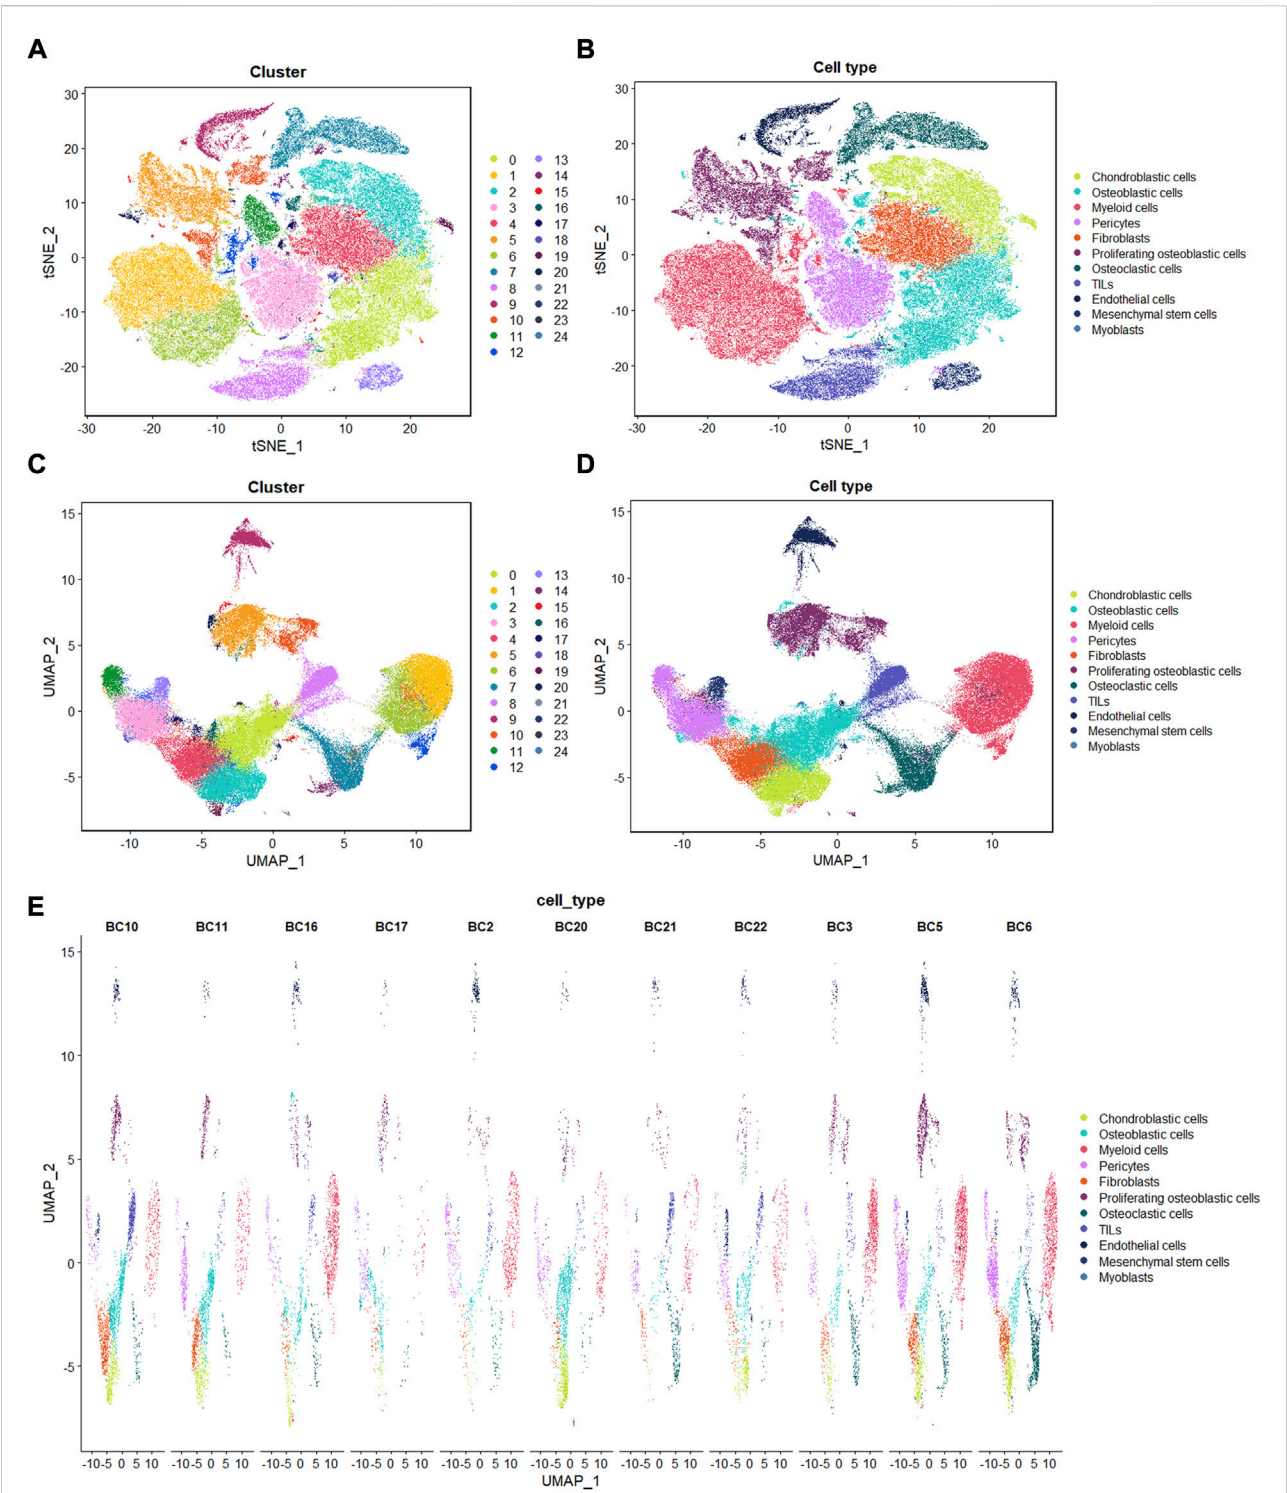 A
B
Cluster
Cell type
30
20
10
0
-10
-20
tSNE_2
-30 -20 -10 0 10 20
tSNE_1
0 13
1 14
2 15
3 16
4 17
5 18
6 19
7 20
8 21
9 22
10 23
11 24
12
30
20
10
0
-10
-20
tSNE_2
-30 -20 -10 0 10 20
tSNE_1
Chondroblastic cells
Osteoblastic cells
Myeloid cells
Pericytes
Fibroblasts
Proliferating osteoblastic cells
Osteoclastic cells
TILs
Endothelial cells
Mesenchymal stem cells
Myoblasts
C
D
Cluster
Cell type
15
10
5
0
-5
UMAP_2
-10 -5 0 5 10
UMAP_1
0 13
1 14
2 15
3 16
4 17
5 18
6 19
7 20
8 21
9 22
10 23
11 24
12
15
10
5
0
-5
UMAP_2
-10 -5 0 5 10
UMAP_1
Chondroblastic cells
Osteoblastic cells
Myeloid cells
Pericytes
Fibroblasts
Proliferating osteoblastic cells
Osteoclastic cells
TILs
Endothelial cells
Mesenchymal stem cells
Myoblasts
E
cell_type
BC10 BC11 BC16 BC17 BC2 BC20 BC21 BC22 BC3 BC5 BC6
15
10
5
0
-5
UMAP_2
-10 -5 0 5 10 -10 -5 0 5 10 -10 -5 0 5 10 -10 -5 0 5 10 -10 -5 0 5 10 -10 -5 0 5 10 -10 -5 0 5 10 -10 -5 0 5 10 -10 -5 0 5 10 -10 -5 0 5 10 -10 -5 0 5 10
UMAP_1
Chondroblastic cells
Osteoblastic cells
Myeloid cells
Pericytes
Fibroblasts
Proliferating osteoblastic cells
Osteoclastic cells
TILs
Endothelial cells
Mesenchymal stem cells
Myoblasts